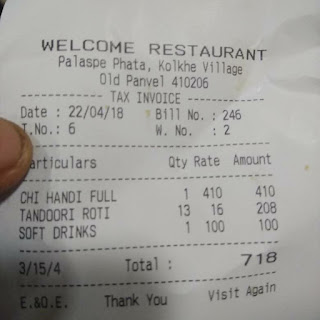 WELCOME RESTAURANT
Palaspe Phata, Kolkhe Village
Old Panvel 410206
TAX INVOICE
Date : 22/04/18 Bill No. : 246
T.No.: 6 W. No. : 2
articulars Qty Rate Amount
CHI HANDI FULL 1 410 410
TANDOORI ROTI 13 16 208
SOFT DRINKS 1 100 100
3/15/4 Total : 718
E.&O.E. Thank You Visit Again